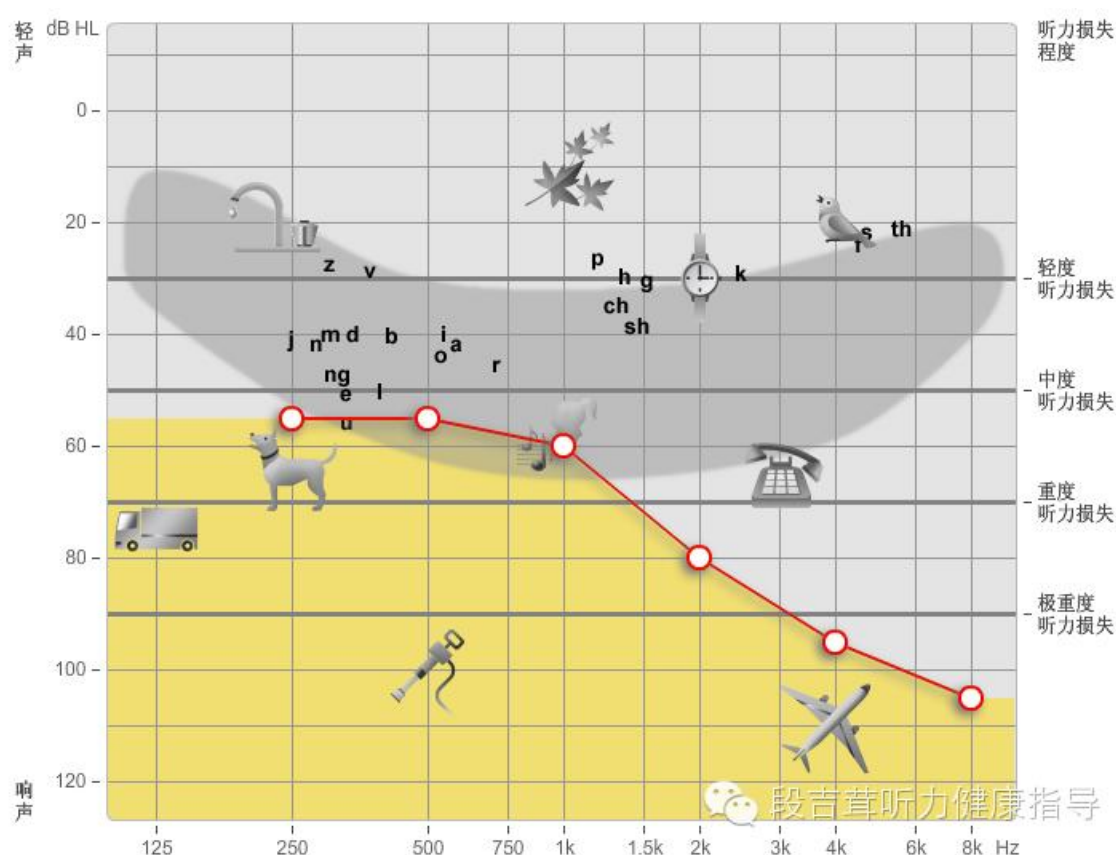 轻声
dB HL
听力损失
程度
0
20
th
s
f
p
z
v
h
g
k
轻度
听力损失
ch
sh
40
j
n
m
d
b
i
o
a
r
ng
e
l
中度
听力损失
u
60
重度
听力损失
80
极重度
听力损失
100
120
响声
段吉茸听力健康指导
125
250
500
750
1k
1.5k
2k
3k
4k
6k
8k
Hz